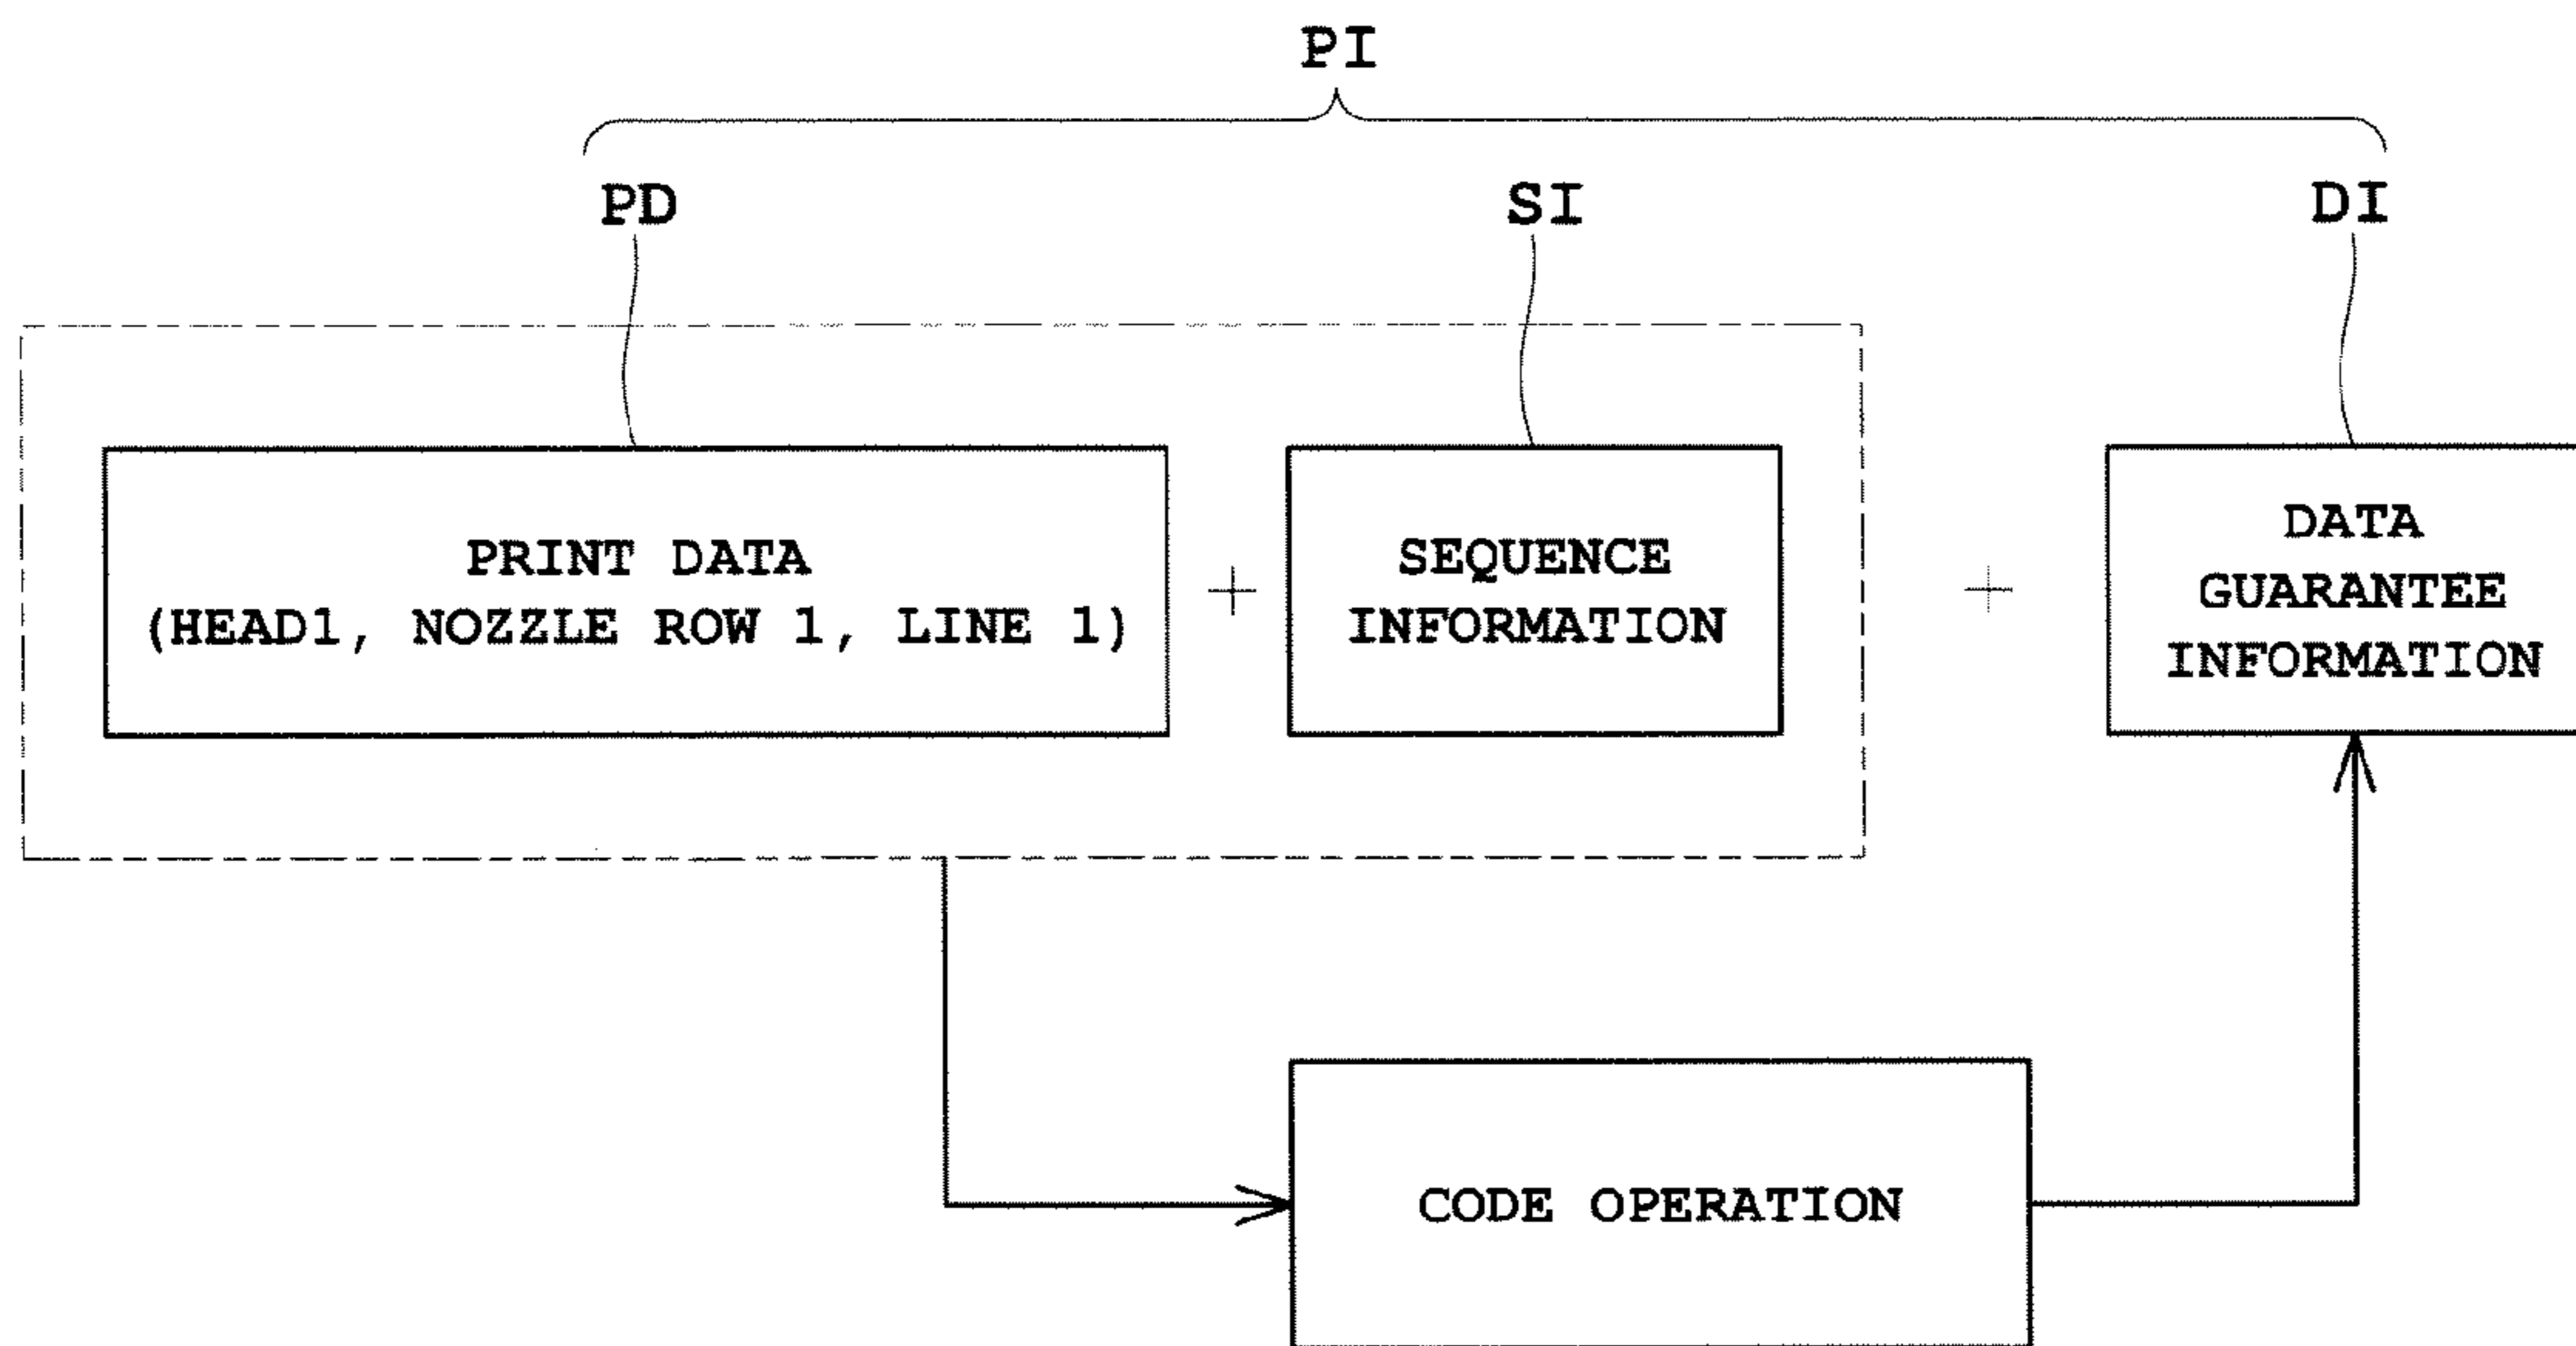 PI
PD
SI
DI
PRINT DATA
(HEAD1, NOZZLE ROW 1, LINE 1)
+
SEQUENCE
INFORMATION
+
DATA
GUARANTEE
INFORMATION
CODE OPERATION